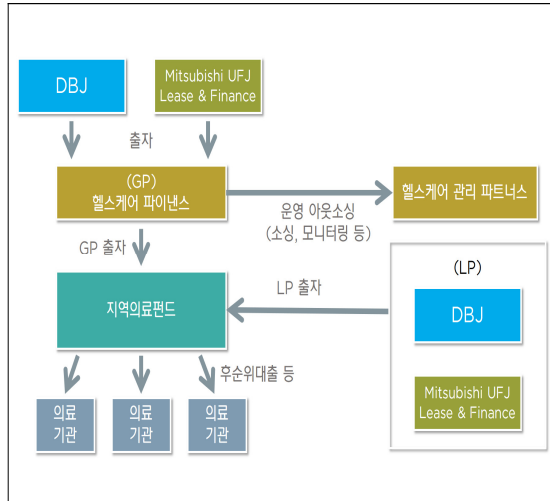 DBJ
Mitsubishi UFJ
Lease & Finance
출자
(GP)
헬스케어 파이낸스
헬스케어 관리 파트너스
운영 아웃소싱
(소싱, 모니터링 등)
GP 출자
(LP)
LP 출자
지역의료펀드
DBJ
후순위대출 등
Mitsubishi UFJ
Lease & Finance
의료
기관
의료
기관
의료
기관